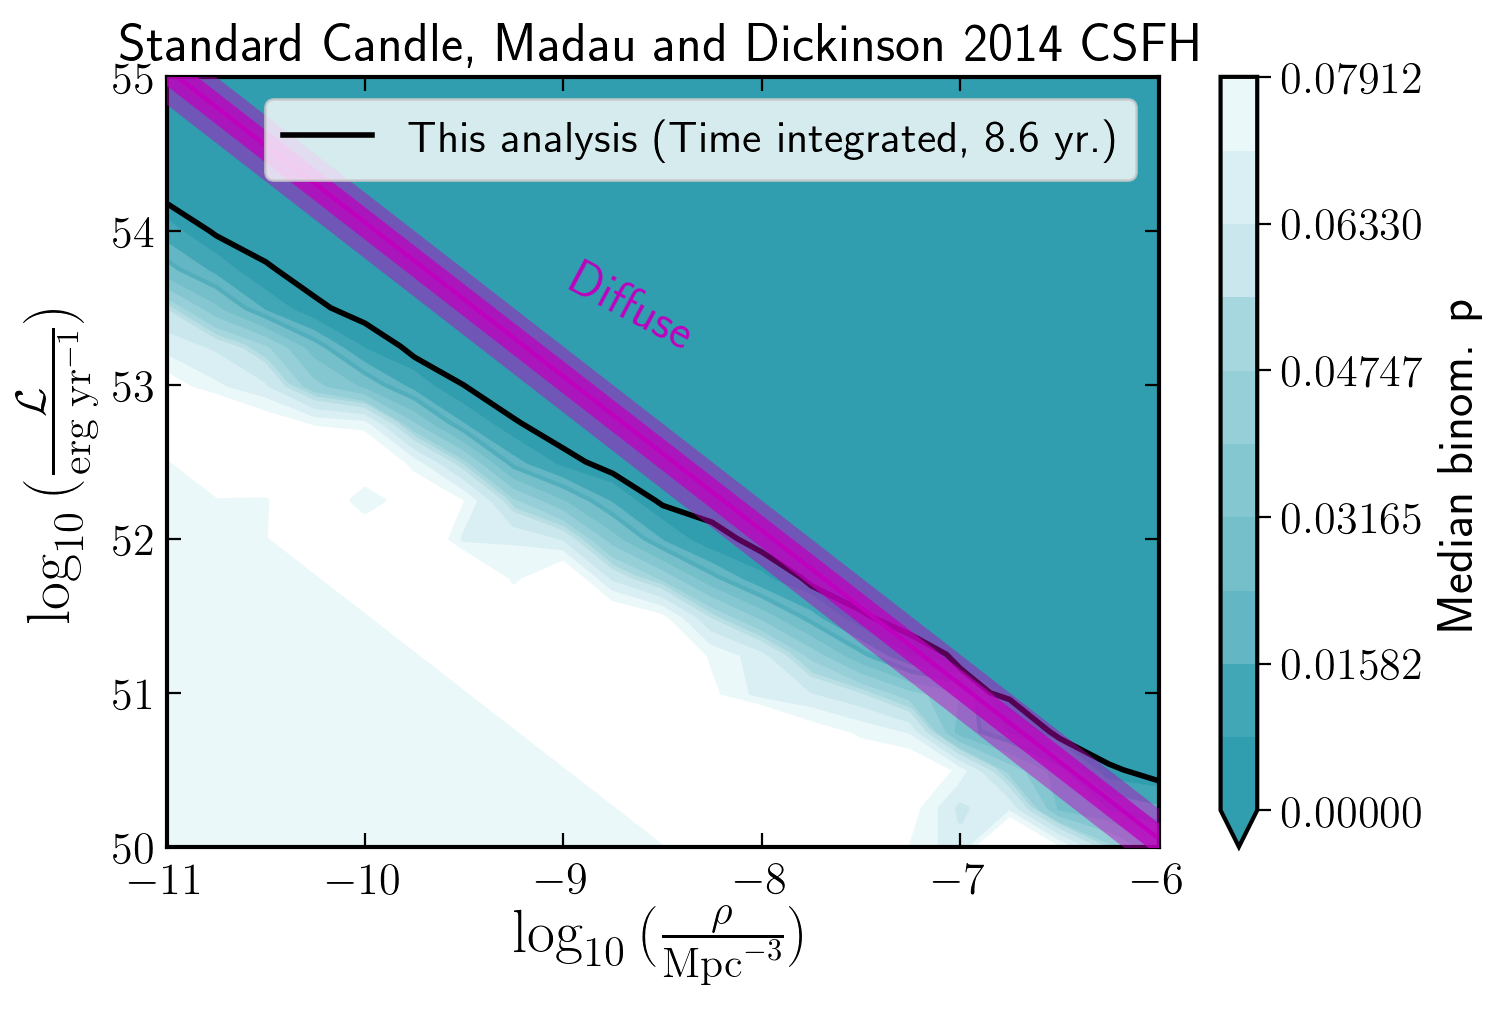 Standard Candle, Madau and Dickinson 2014 CSFH
This analysis (Time integrated, 8.6 yr.)
Diffuse
55
54
53
52
51
50
log₁₀ (ℒ / erg yr⁻¹)
−11 −10 −9 −8 −7 −6
log₁₀ (ρ / Mpc⁻³)
0.07912
0.06330
0.04747
0.03165
0.01582
0.00000
Median binom. p